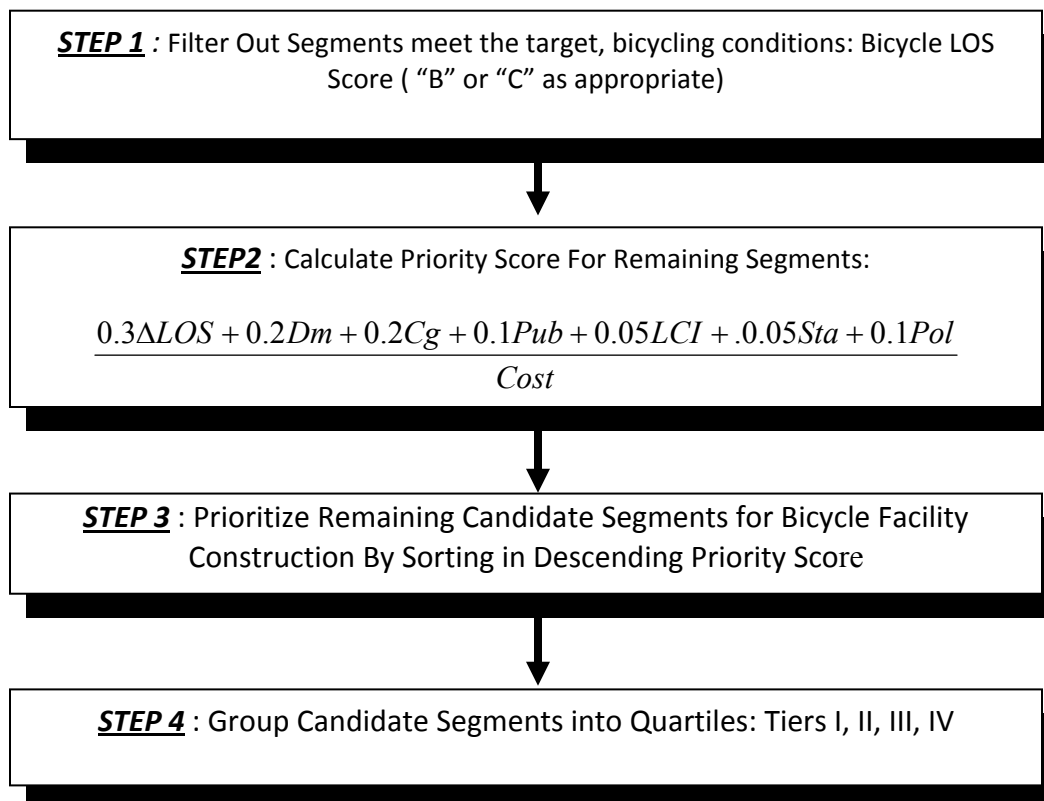 STEP 1 : Filter Out Segments meet the target, bicycling conditions: Bicycle LOS
Score ( “B” or “C” as appropriate)
STEP2 : Calculate Priority Score For Remaining Segments:
0.3ΔLOS + 0.2Dm + 0.2Cg + 0.1Pub + 0.05LCI + .0.05Sta + 0.1Pol
Cost
STEP 3 : Prioritize Remaining Candidate Segments for Bicycle Facility
Construction By Sorting in Descending Priority Score
STEP 4 : Group Candidate Segments into Quartiles: Tiers I, II, III, IV